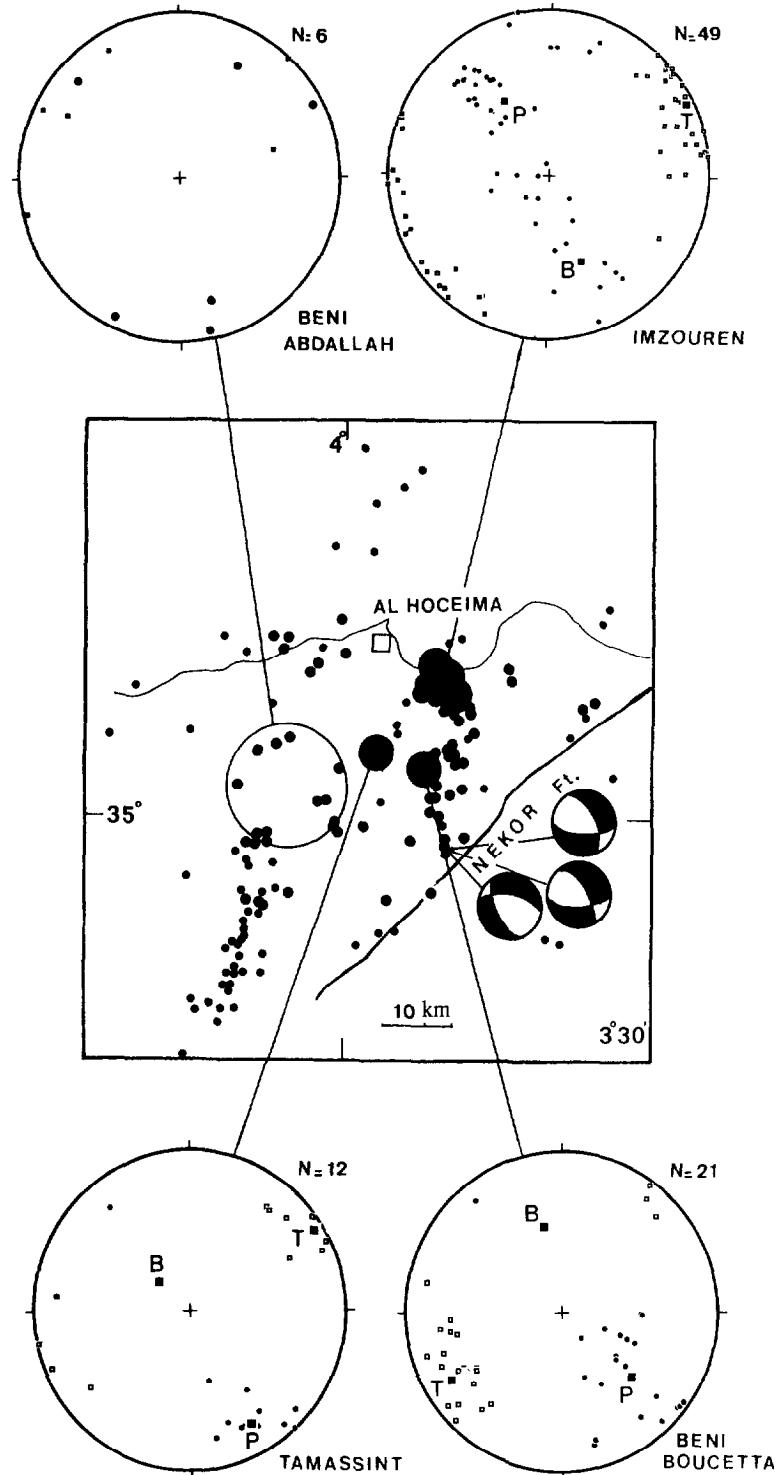 N=6
N=49
P
T
B
BENI
ABDALLAH
IMZOUREN
4°
AL HOCEIMA
35°
NEKOR Ft.
10 km
3°30'
N=12
N=21
B
T
P
TAMASSINT
B
T
P
BENI
BOUCETTA